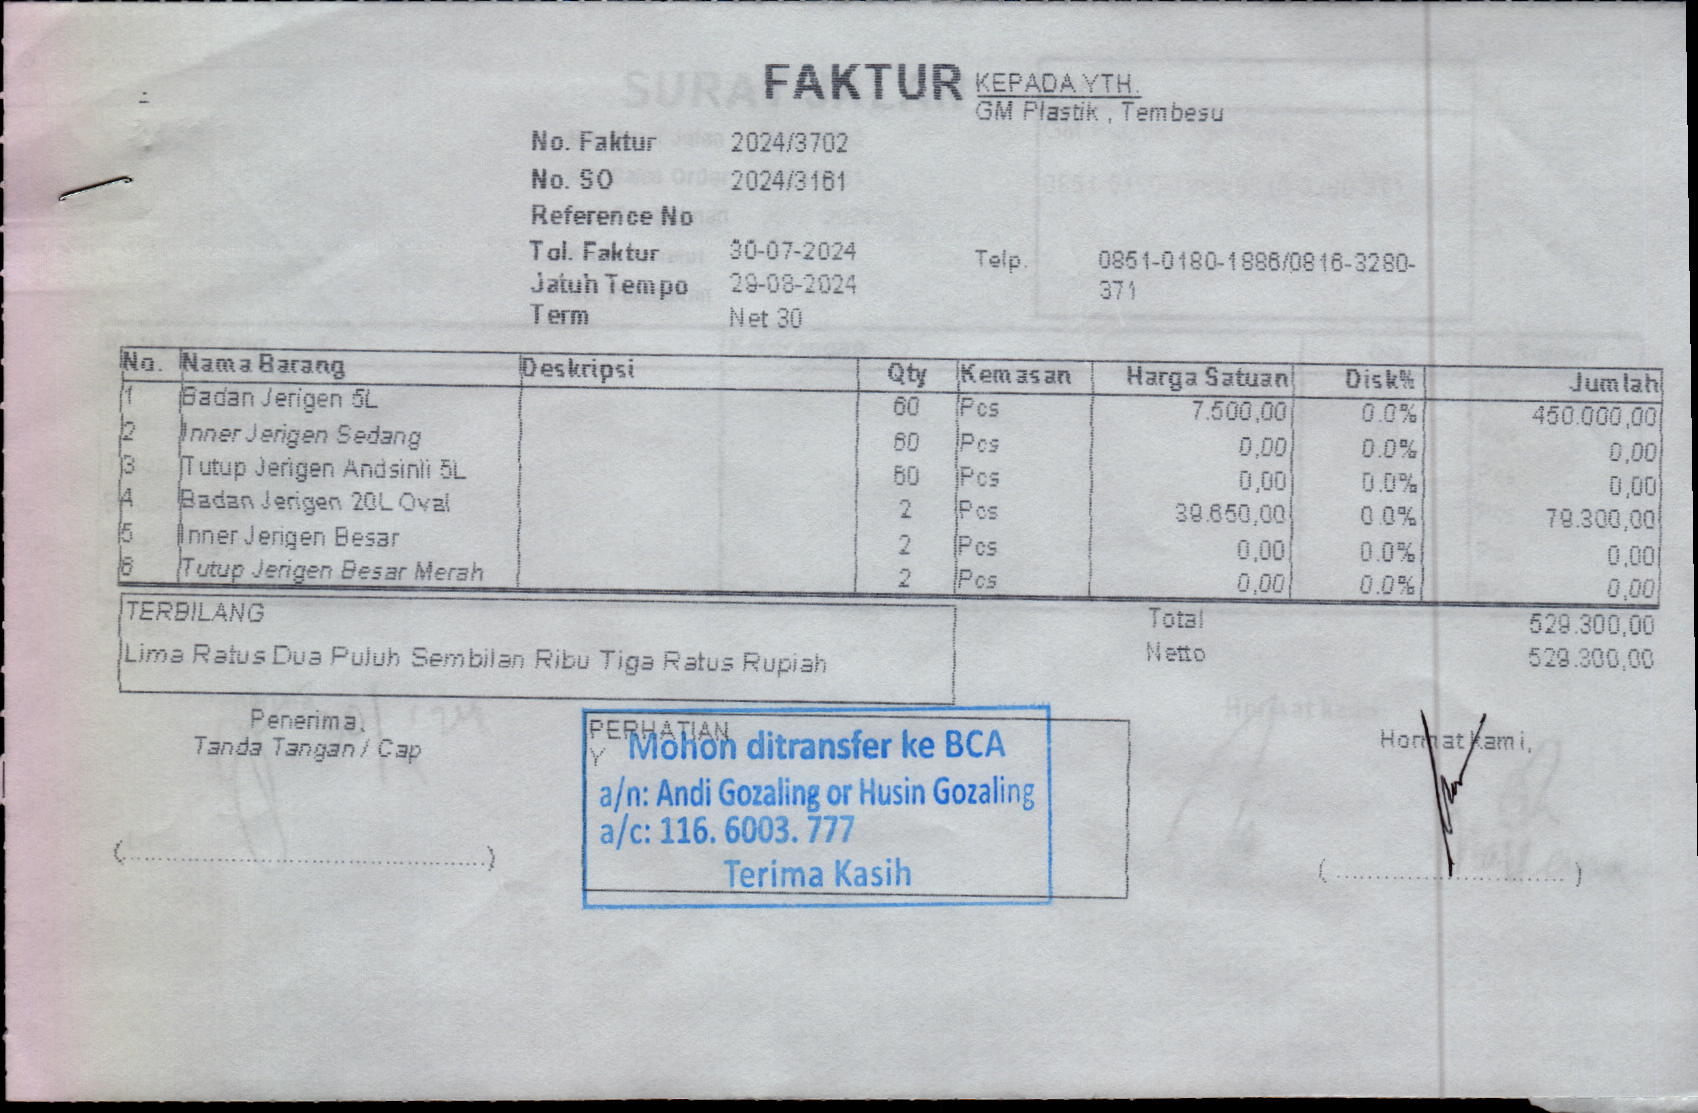 FAKTUR
KEPADA YTH.
GM Plastik , Tembesu
No. Faktur 2024/3702
No. SO 2024/3161
Reference No
Tgl. Faktur 30-07-2024
Jatuh Tempo 29-08-2024
Term Net 30
Telp. 0851-0180-1886/0816-3280-
371
No. Nama Barang Deskripsi Qty Kemasan Harga Satuan Disk% Jumlah
1 Badan Jerigen 5L 60 Pcs 7.500,00 0.0% 450.000,00
2 Inner Jerigen Sedang 60 Pcs 0,00 0.0% 0,00
3 Tutup Jerigen Andsinli 5L 60 Pcs 0,00 0.0% 0,00
4 Badan Jerigen 20L Oval 2 Pcs 39.650,00 0.0% 79.300,00
5 Inner Jerigen Besar 2 Pcs 0,00 0.0% 0,00
6 Tutup Jerigen Besar Merah 2 Pcs 0,00 0.0% 0,00
TERBILANG
Lima Ratus Dua Puluh Sembilan Ribu Tiga Ratus Rupiah
Total 529.300,00
Netto 529.300,00
Penerima,
Tanda Tangan / Cap
PERHATIAN
Y
Mohon ditransfer ke BCA
a/n: Andi Gozaling or Husin Gozaling
a/c: 116. 6003. 777
Terima Kasih
Hormat Kami,